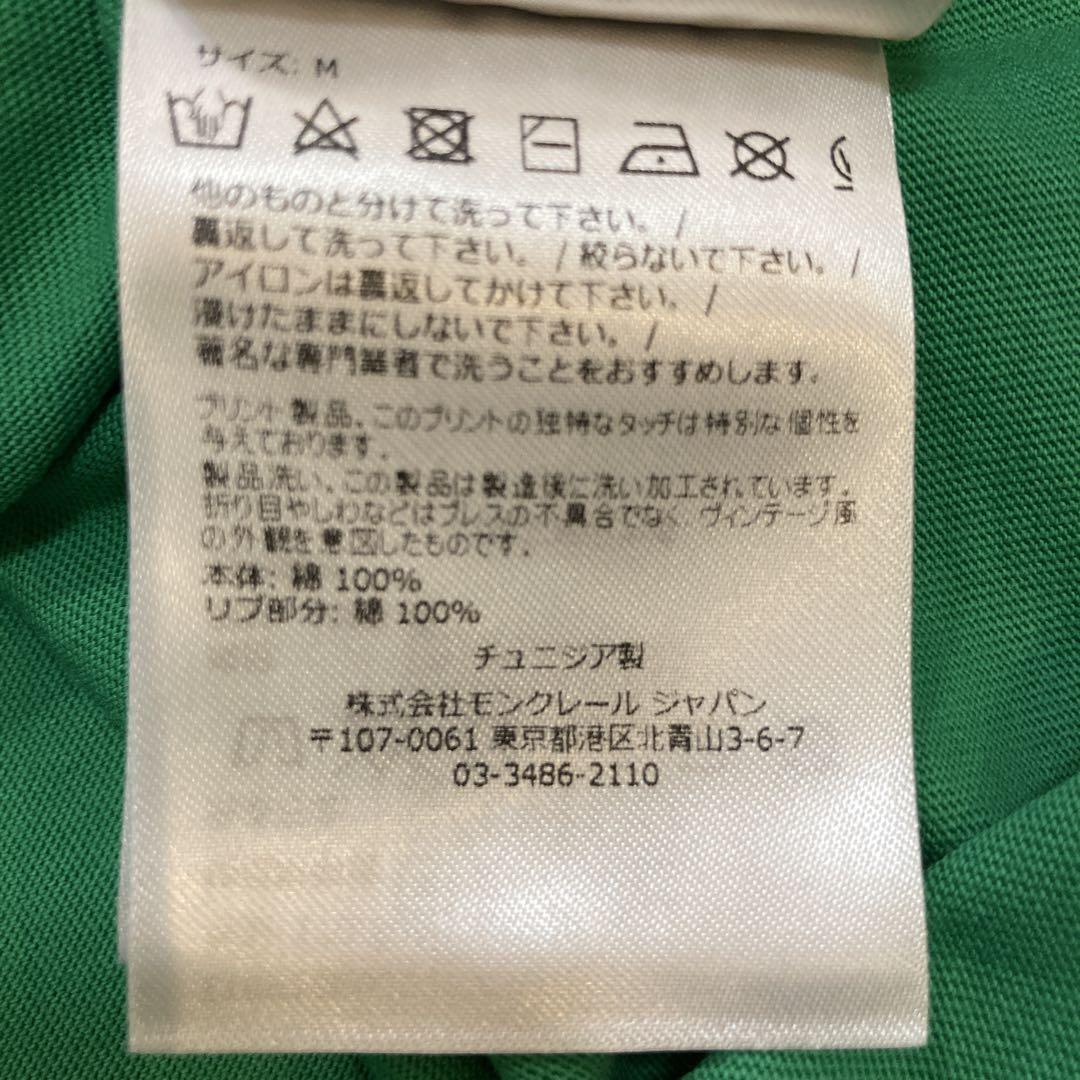 サイズ: M
他のものと分けて洗って下さい。/
裏返して洗って下さい。/ 絞らないで下さい。/
アイロンは裏返してかけて下さい。/
漬けたままにしないで下さい。/
著名な専門業者で洗うことをおすすめします。
プリント製品、このプリントの独特なタッチは特別な個性を
与えております。
製品洗い、この製品は製造後に洗い加工されています。
折り目やしわなどはプレスの不具合でなく ヴィンテージ風
の外観を意図したものです。
本体: 綿 100%
リブ部分: 綿 100%
チュニジア製
株式会社モンクレール ジャパン
〒107-0061 東京都港区北青山3-6-7
03-3486-2110